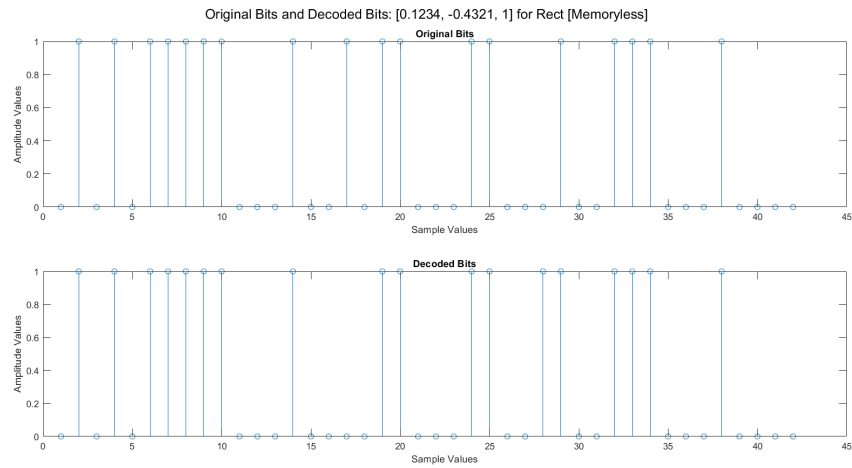 Original Bits and Decoded Bits: [0.1234, -0.4321, 1] for Rect [Memoryless]
Original Bits
1
0.8
0.6
0.4
0.2
0
Amplitude Values
0 5 10 15 20 25 30 35 40 45
Sample Values
Decoded Bits
1
0.8
0.6
0.4
0.2
0
Amplitude Values
0 5 10 15 20 25 30 35 40 45
Sample Values